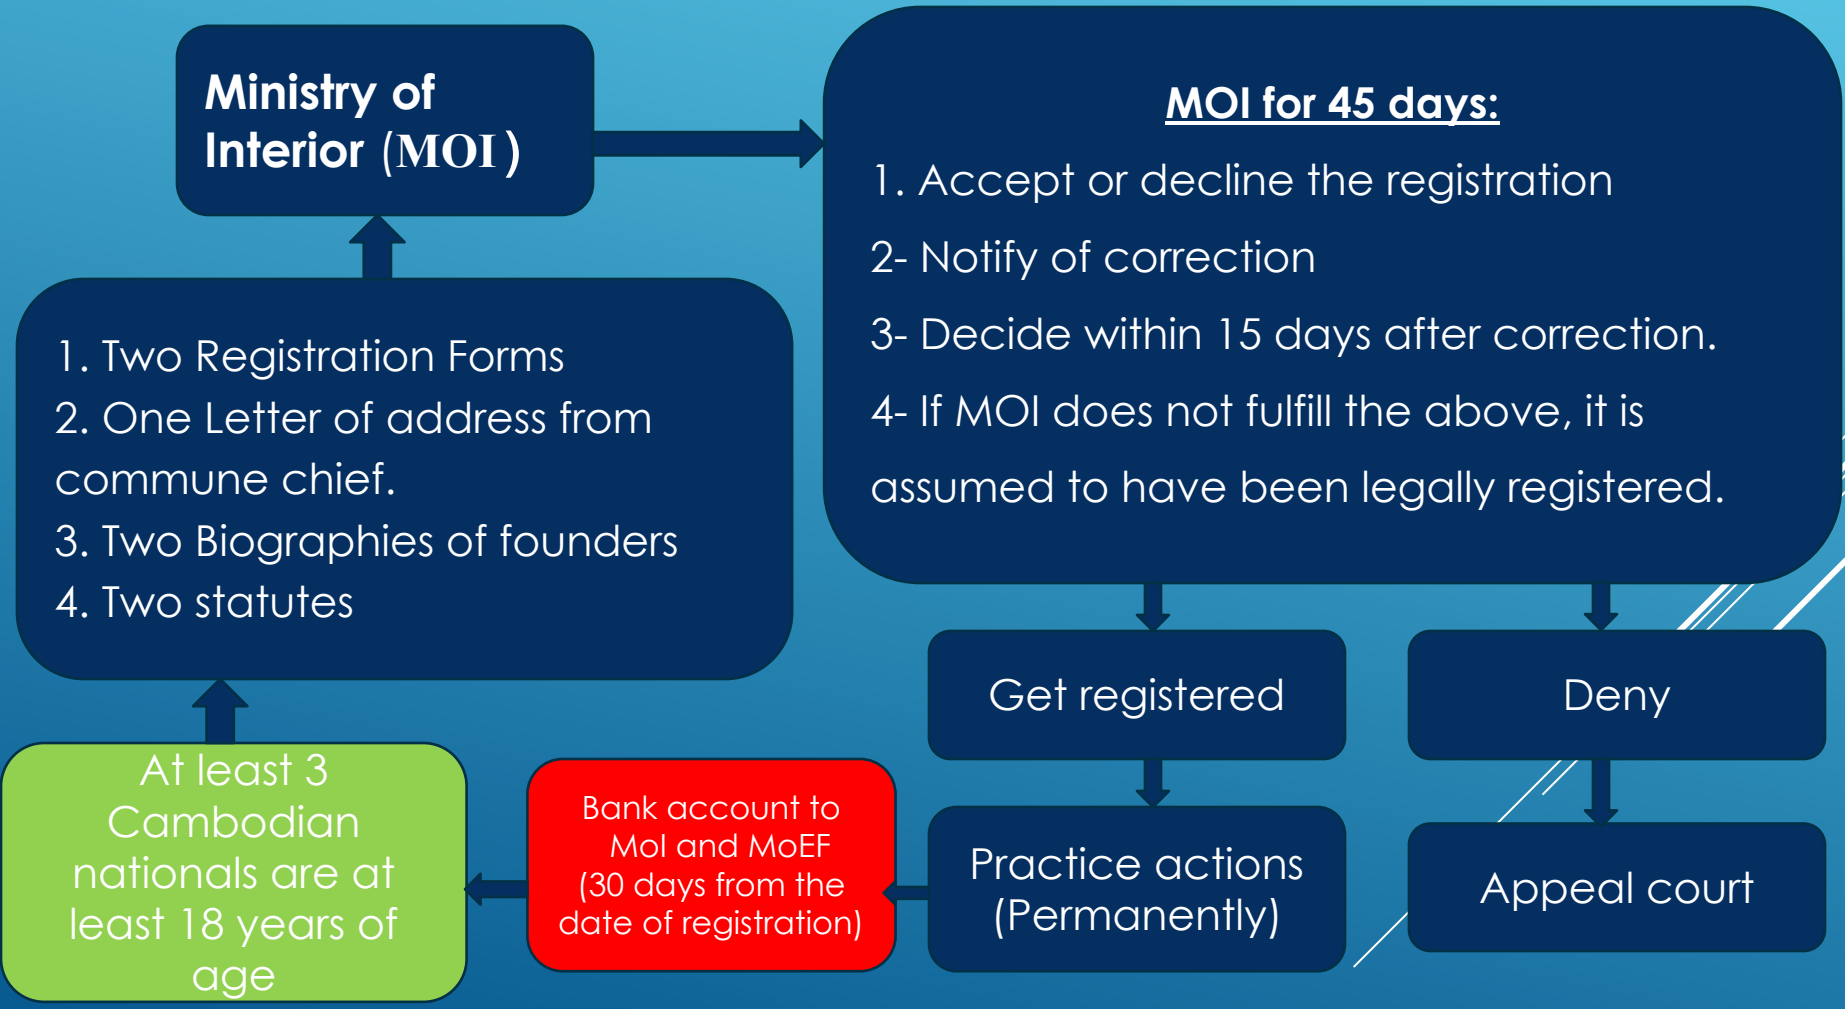 Ministry of
Interior (MOI)
MOI for 45 days:
1. Accept or decline the registration
2- Notify of correction
3- Decide within 15 days after correction.
4- If MOI does not fulfill the above, it is
assumed to have been legally registered.
1. Two Registration Forms
2. One Letter of address from
commune chief.
3. Two Biographies of founders
4. Two statutes
Get registered
Deny
At least 3
Cambodian
nationals are at
least 18 years of
age
Bank account to
MoI and MoEF
(30 days from the
date of registration)
Practice actions
(Permanently)
Appeal court